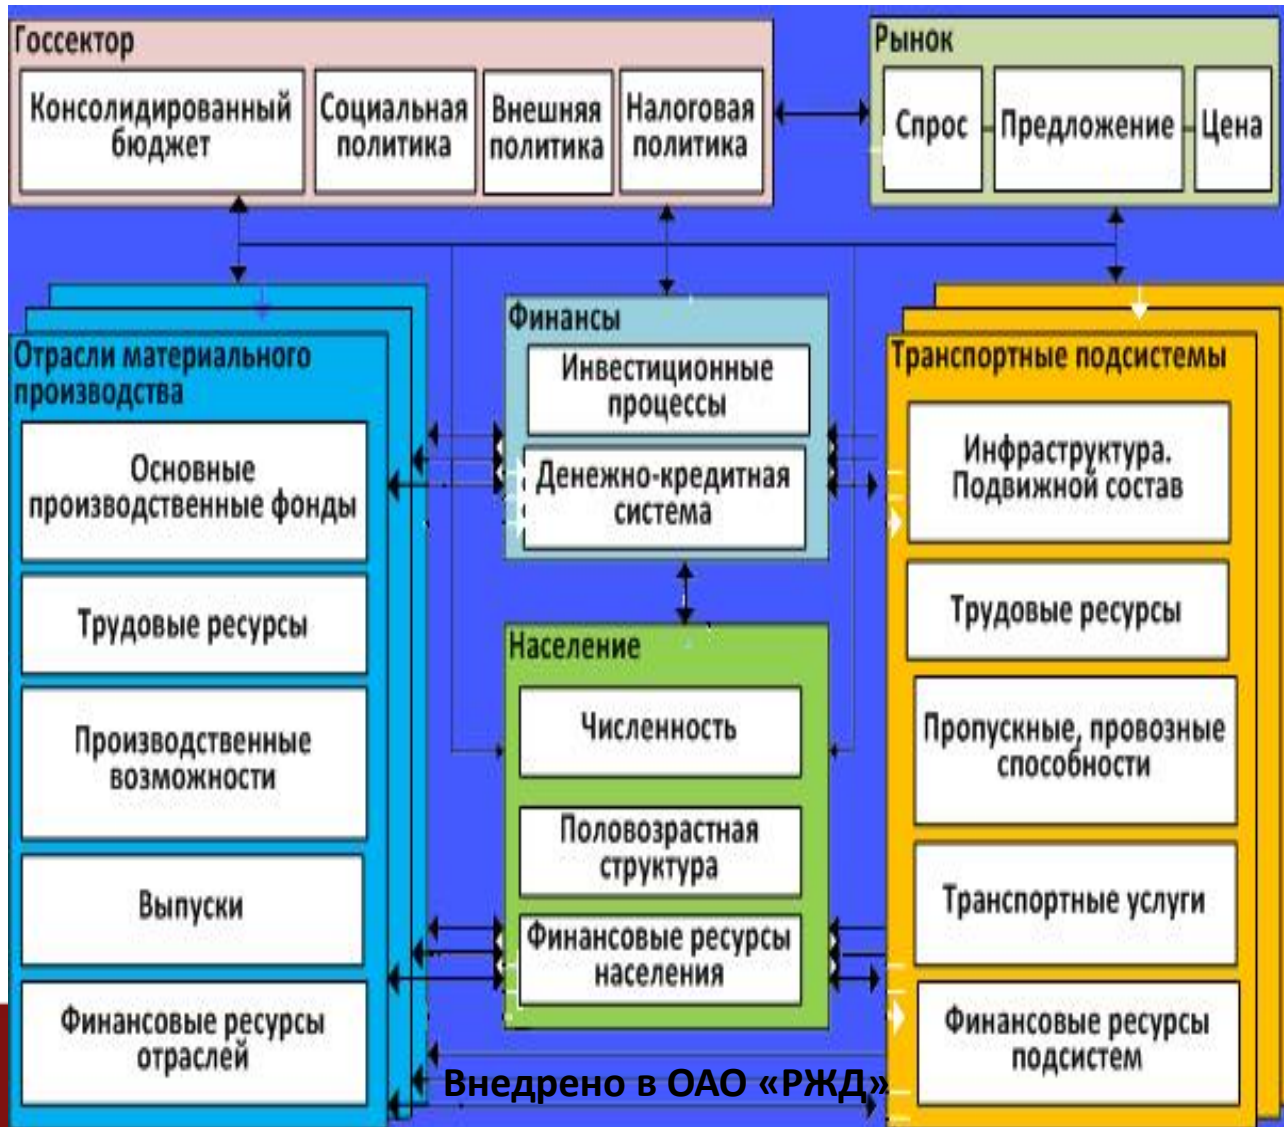 Госсектор
Консолидированный
бюджет
Социальная
политика
Внешняя
политика
Налоговая
политика
Рынок
Спрос
Предложение
Цена
Отрасли материального
производства
Основные
производственные фонды
Трудовые ресурсы
Производственные
возможности
Выпуски
Финансовые ресурсы
отраслей
Финансы
Инвестиционные
процессы
Денежно-кредитная
система
Население
Численность
Половозрастная
структура
Финансовые ресурсы
населения
Транспортные подсистемы
Инфраструктура.
Подвижной состав
Трудовые ресурсы
Пропускные, провозные
способности
Транспортные услуги
Финансовые ресурсы
подсистем
Внедрено в ОАО «РЖД»